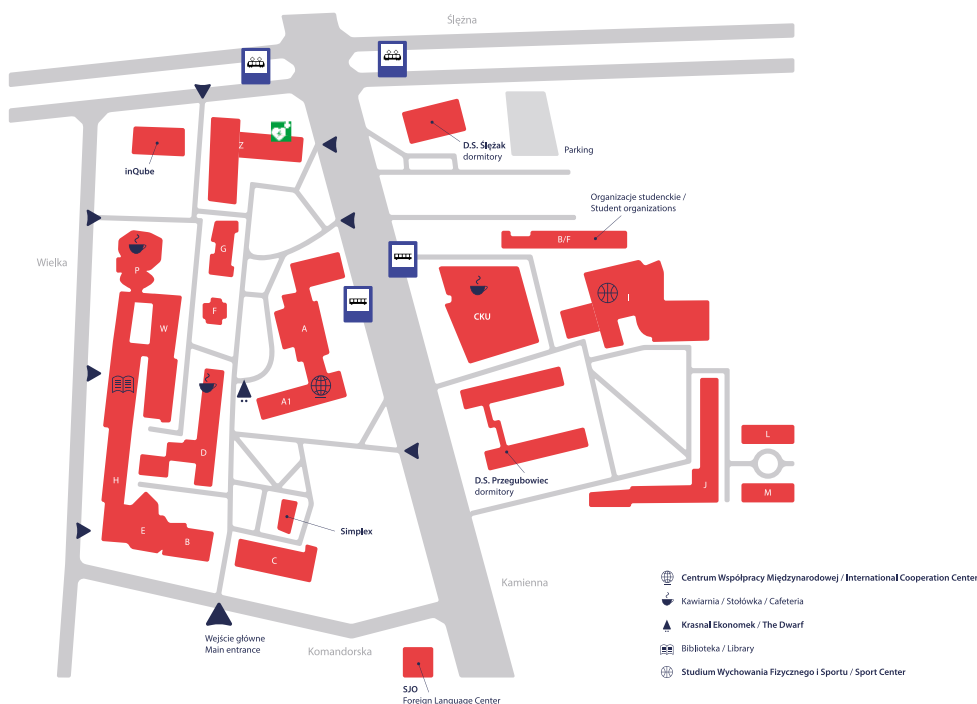 Ślężna
Z
D.S. Ślężak
dormitory
Parking
inQube
Organizacje studenckie /
Student organizations
B/F
G
Wielka
P
F
W
A
CKU
I
A1
D
H
D.S. Przegubowiec
dormitory
L
J
M
E
B
Simplex
C
Kamienna
Wejście główne
Main entrance
Komandorska
SJO
Foreign Language Center
Centrum Współpracy Międzynarodowej / International Cooperation Center
Kawiarnia / Stołówka / Cafeteria
Krasnal Ekonomek / The Dwarf
Biblioteka / Library
Studium Wychowania Fizycznego i Sportu / Sport Center